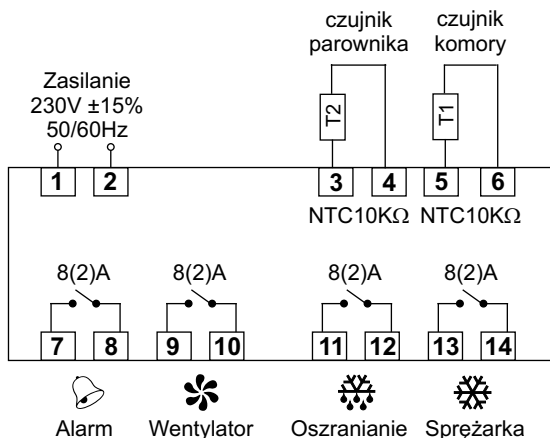 czujnik parownika
czujnik komory
Zasilanie
230V ±15%
50/60Hz
T2
T1
1 2 3 4 5 6
NTC10KΩ NTC10KΩ
8(2)A 8(2)A 8(2)A 8(2)A
7 8 9 10 11 12 13 14
Alarm Wentylator Oszranianie Sprężarka